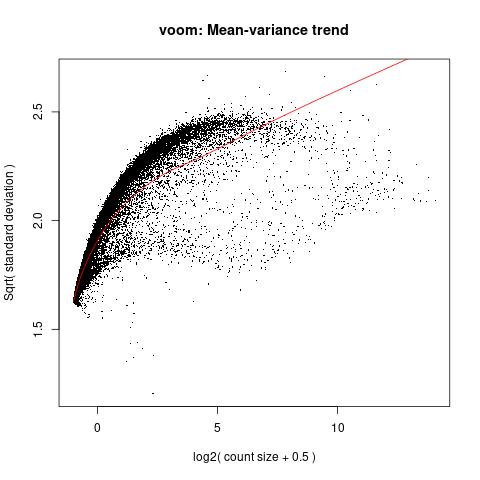 voom: Mean-variance trend
Sqrt( standard deviation )
2.5
2.0
1.5
0 5 10
log2( count size + 0.5 )